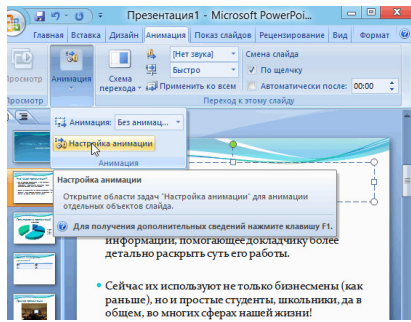 Презентация1 - Microsoft PowerPoi...
Главная Вставка Дизайн Анимация Показ слайдов Рецензирование Вид Формат
Просмотр
Анимация
Схема перехода
[Нет звука]
Быстро
Применить ко всем
Смена слайда
По щелчку
Автоматически после: 00:00
Просмотр
Переход к этому слайду
Анимация: Без анимац...
Настройка анимации
Анимация
Настройка анимации
Открытие области задач "Настройка анимации" для анимации
отдельных объектов слайда.
Для получения дополнительных сведений нажмите клавишу F1.
информации, помогающее докладчику более
детально раскрыть суть его работы.
• Сейчас их используют не только бизнесмены (как
раньше), но и простые студенты, школьники, да в
общем, во многих сферах нашей жизни!